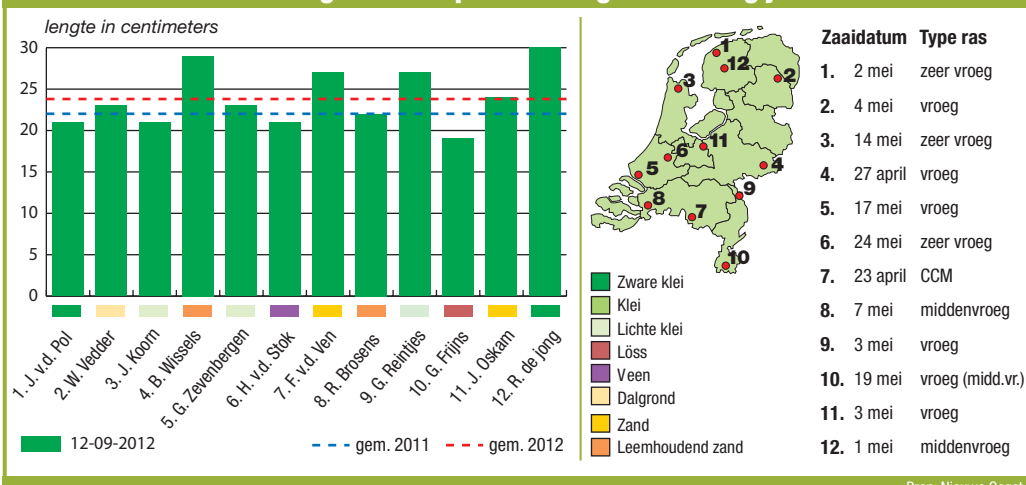 lengte in centimeters
30
25
20
15
10
5
0
1. J. v.d. Pol
2. W. Vedder
3. J. Koorn
4. B. Wissels
5. G. Zevenbergen
6. H. v.d. Stok
7. F. v.d. Ven
8. R. Brosens
9. G. Reintjes
10. G. Frijns
11. J. Oskam
12. R. de jong
12-09-2012
gem. 2011
gem. 2012
1
12
2
3
11
6
5
4
9
8
7
10
Zware klei
Klei
Lichte klei
Löss
Veen
Dalgrond
Zand
Leemhoudend zand
Zaaidatum Type ras
1. 2 mei zeer vroeg
2. 4 mei vroeg
3. 14 mei zeer vroeg
4. 27 april vroeg
5. 17 mei vroeg
6. 24 mei zeer vroeg
7. 23 april CCM
8. 7 mei middenvroeg
9. 3 mei vroeg
10. 19 mei vroeg (midd.vr.)
11. 3 mei vroeg
12. 1 mei middenvroeg